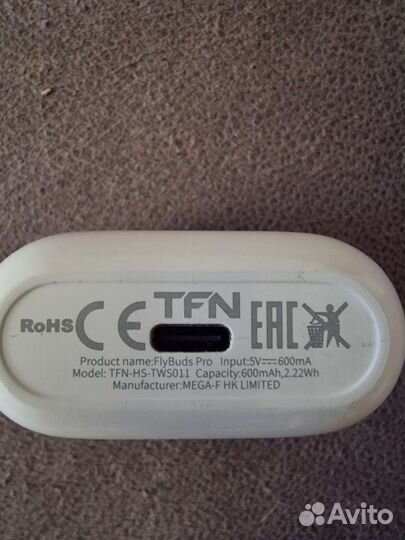 TFN
RoHS CE EAC
Product name:FlyBuds Pro Input:5V⎓600mA
Model: TFN-HS-TWS011 Capacity:600mAh,2.22Wh
Manufacturer:MEGA-F HK LIMITED
Avito